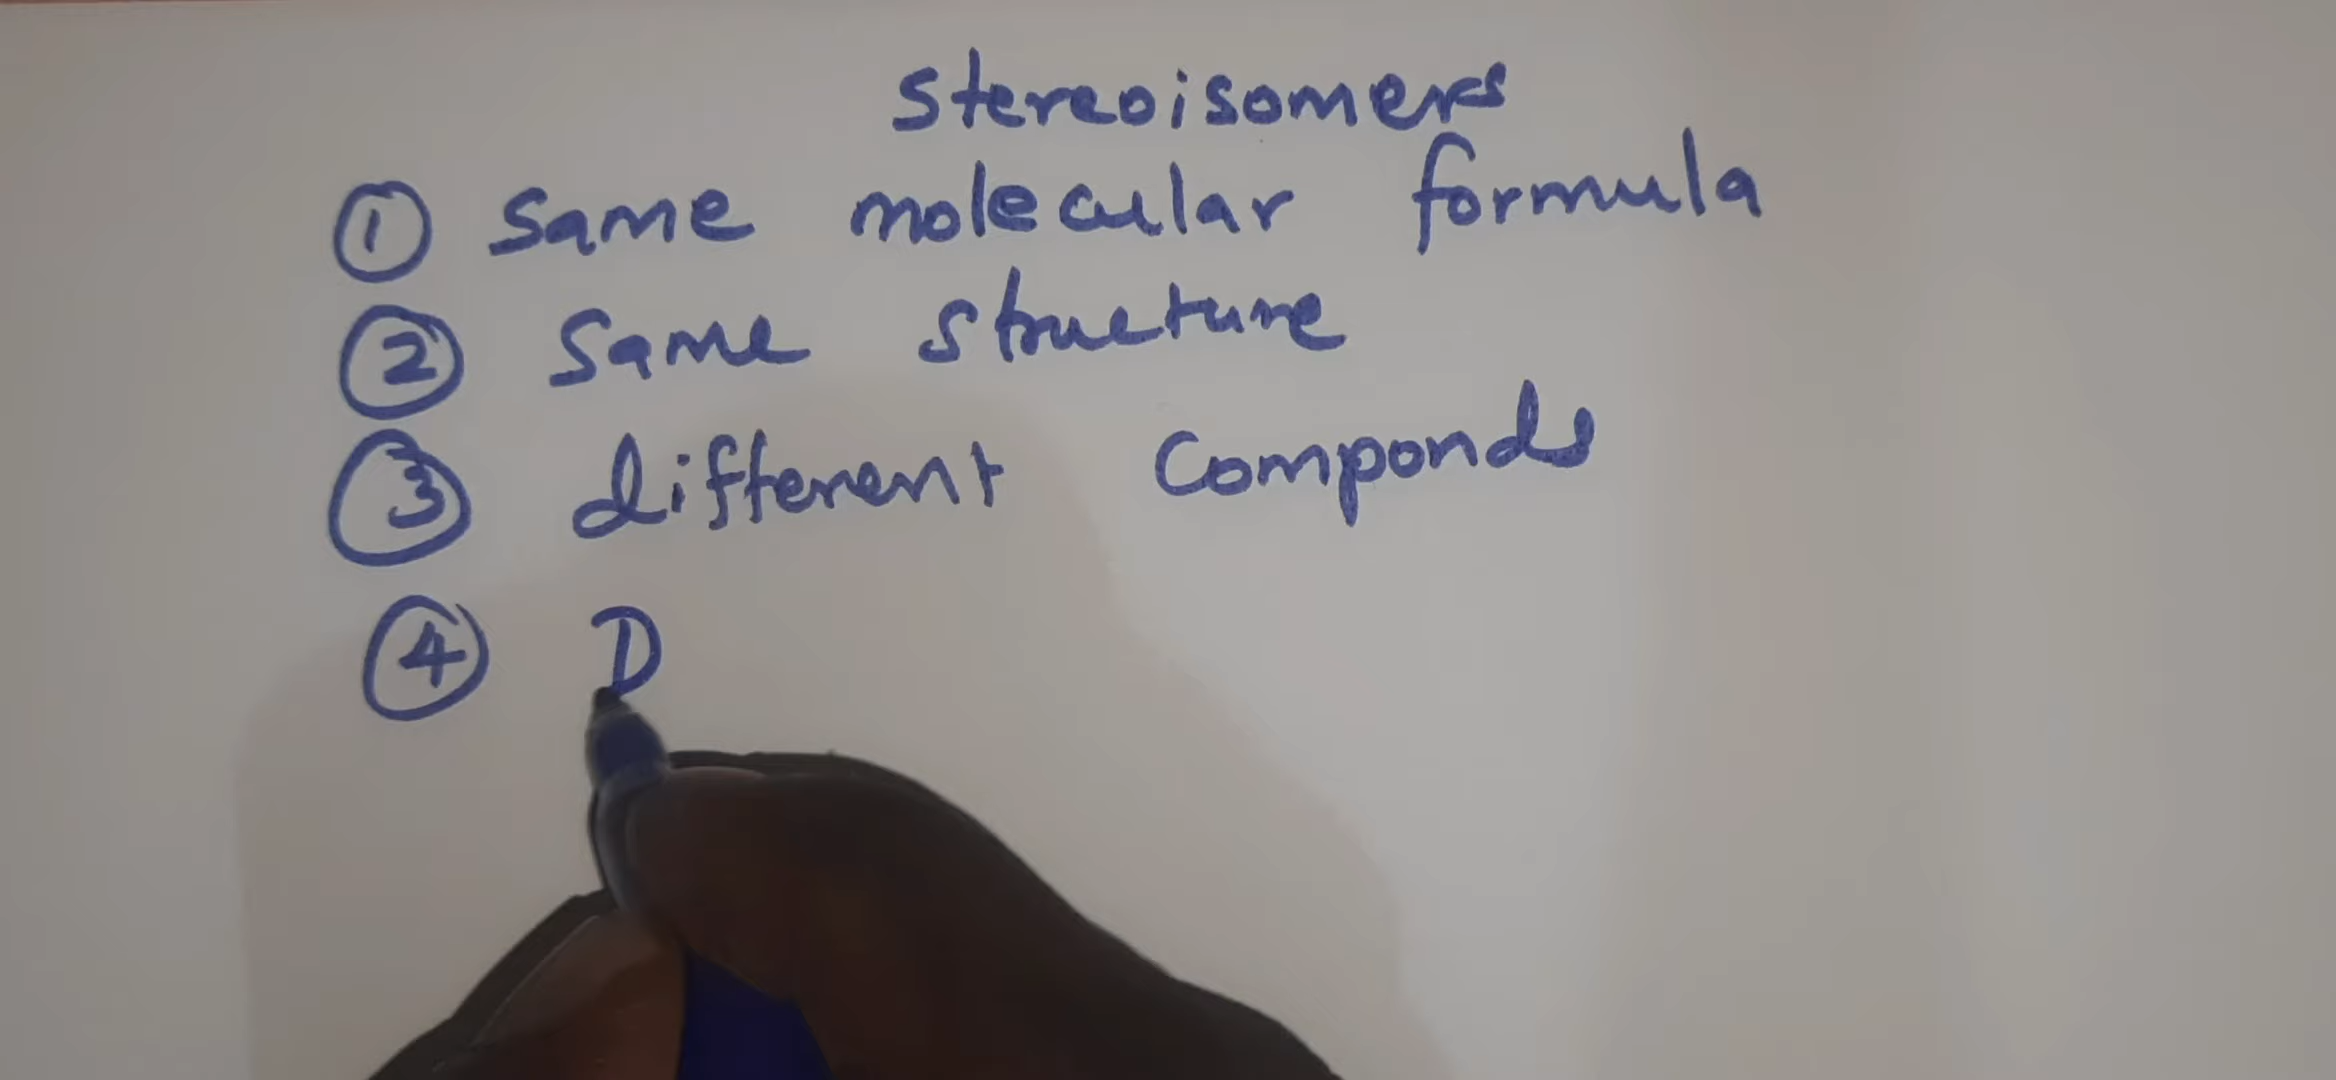 stereoisomers
① same molecular formula
② same structure
③ different componds
④ D